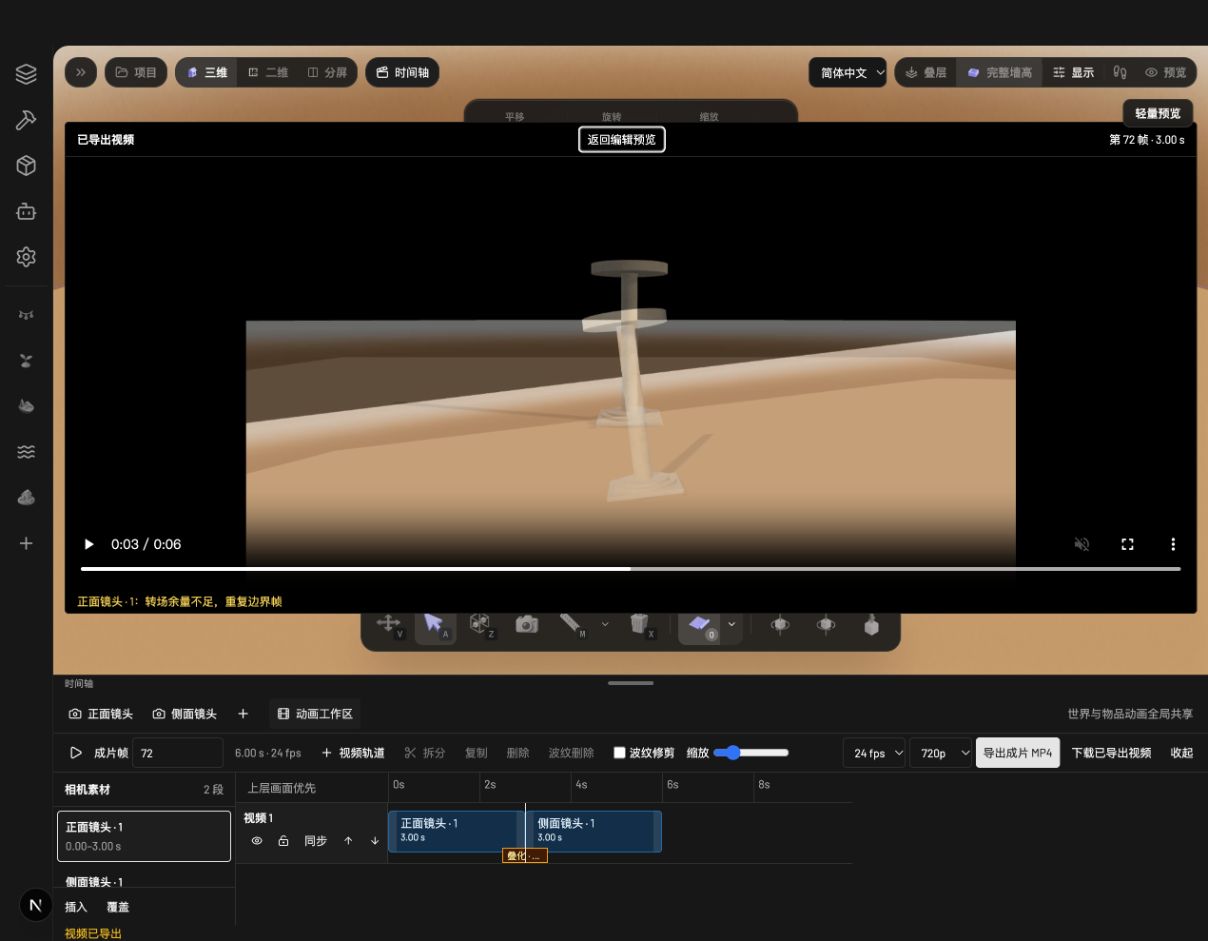 项目
三维
二维
分屏
时间轴
简体中文
叠层
完整墙高
显示
预览
平移
旋转
缩放
轻量预览
已导出视频
返回编辑预览
第 72 帧 · 3.00 s
0:03 / 0:06
正面镜头 · 1：转场余量不足，重复边界帧
V
A
Z
M
X
0
时间轴
正面镜头
侧面镜头
动画工作区
世界与物品动画全局共享
成片帧
72
6.00 s · 24 fps
视频轨道
拆分
复制
删除
波纹删除
波纹修剪
缩放
24 fps
720p
导出成片 MP4
下载已导出视频
收起
相机素材
2 段
上层画面优先
0s
2s
4s
6s
8s
正面镜头 · 1
0.00–3.00 s
视频 1
同步
正面镜头 · 1
3.00 s
侧面镜头 · 1
3.00 s
叠化 · ...
侧面镜头 · 1
插入
覆盖
N
视频已导出